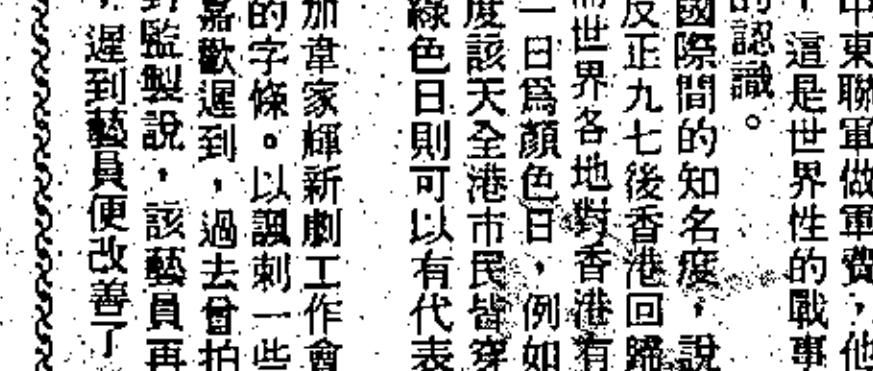 中東聯軍做軍費，他
，這是世界性的戰事
的認識。
國際間的知名度，說
反正九七後香港回歸
而世界各地對香港有
一日為顏色日，例如
度該天全港市民皆穿
綠色日則可以有代表
加韋家輝新劇工作會
的字條。以諷刺一些
嘉歡遲到，過去曾拍
對監製說，該藝員再
，遲到藝員便改善了